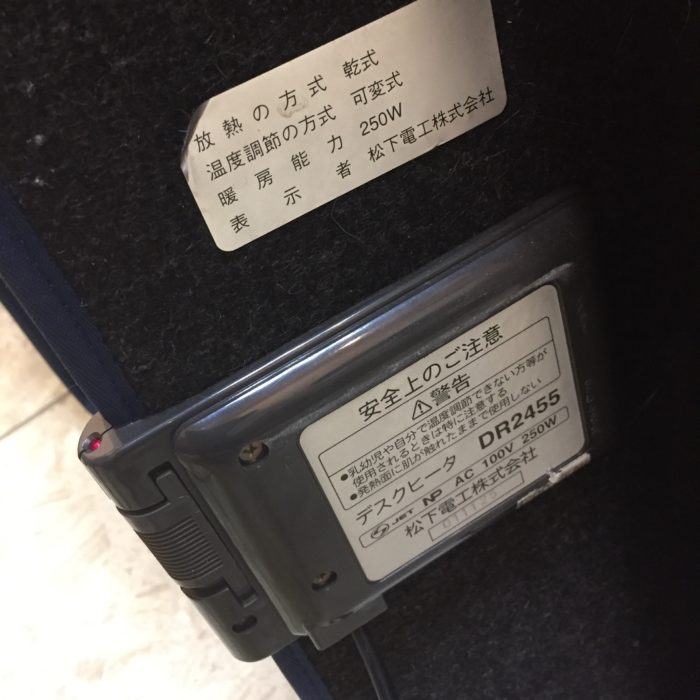 放熱の方式 乾式
温度調節の方式 可変式
暖房能力 250W
表示者 松下電工株式会社
安全上のご注意
⚠警告
●乳幼児や自分で温度調節できない方等が
使用されるときは特に注意する
●発熱面に肌が触れたままで使用しない
デスクヒータ DR2455
JET NP AC 100V 250W
松下電工株式会社